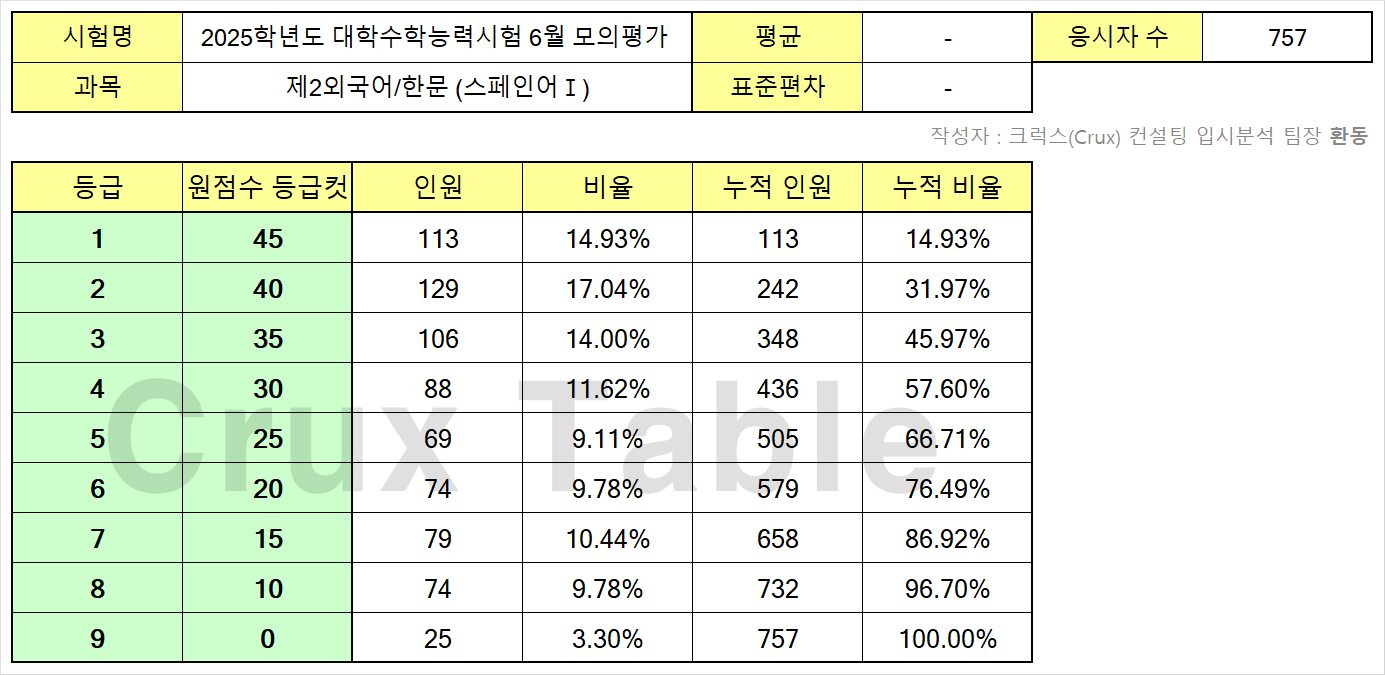 시험명 2025학년도 대학수학능력시험 6월 모의평가 평균 - 응시자 수 757
과목 제2외국어/한문 (스페인어Ⅰ) 표준편차 -
작성자 : 크럭스(Crux) 컨설팅 입시분석 팀장 환동
등급 원점수 등급컷 인원 비율 누적 인원 누적 비율
1 45 113 14.93% 113 14.93%
2 40 129 17.04% 242 31.97%
3 35 106 14.00% 348 45.97%
4 30 88 11.62% 436 57.60%
5 25 69 9.11% 505 66.71%
6 20 74 9.78% 579 76.49%
7 15 79 10.44% 658 86.92%
8 10 74 9.78% 732 96.70%
9 0 25 3.30% 757 100.00%
Crux Table